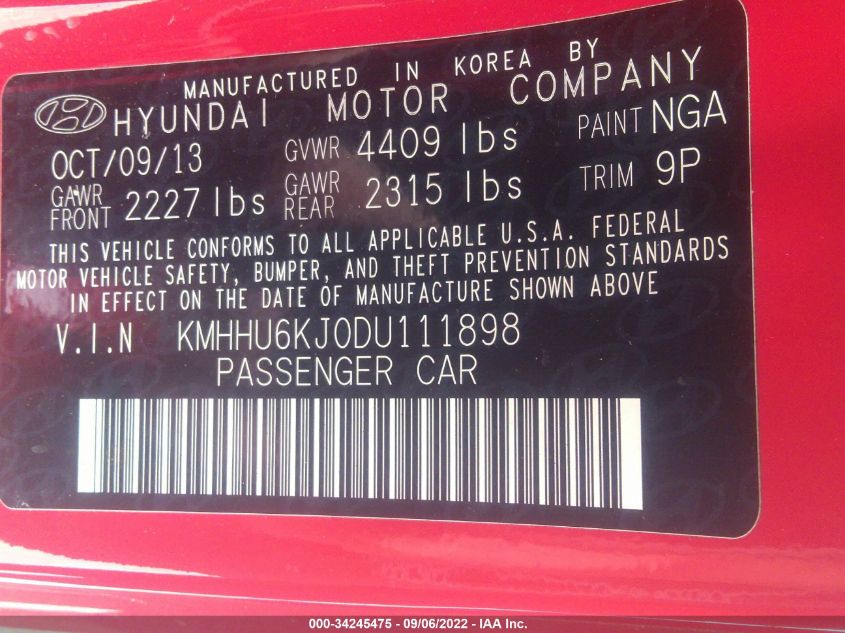 MANUFACTURED IN KOREA BY
HYUNDAI MOTOR COMPANY
OCT/09/13 GVWR 4409 lbs PAINT NGA
GAWR FRONT 2227 lbs GAWR REAR 2315 lbs TRIM 9P
THIS VEHICLE CONFORMS TO ALL APPLICABLE U.S.A. FEDERAL
MOTOR VEHICLE SAFETY, BUMPER, AND THEFT PREVENTION STANDARDS
IN EFFECT ON THE DATE OF MANUFACTURE SHOWN ABOVE
V.I.N KMHHU6KJ0DU111898
PASSENGER CAR
000-34245475 - 09/06/2022 - IAA Inc.